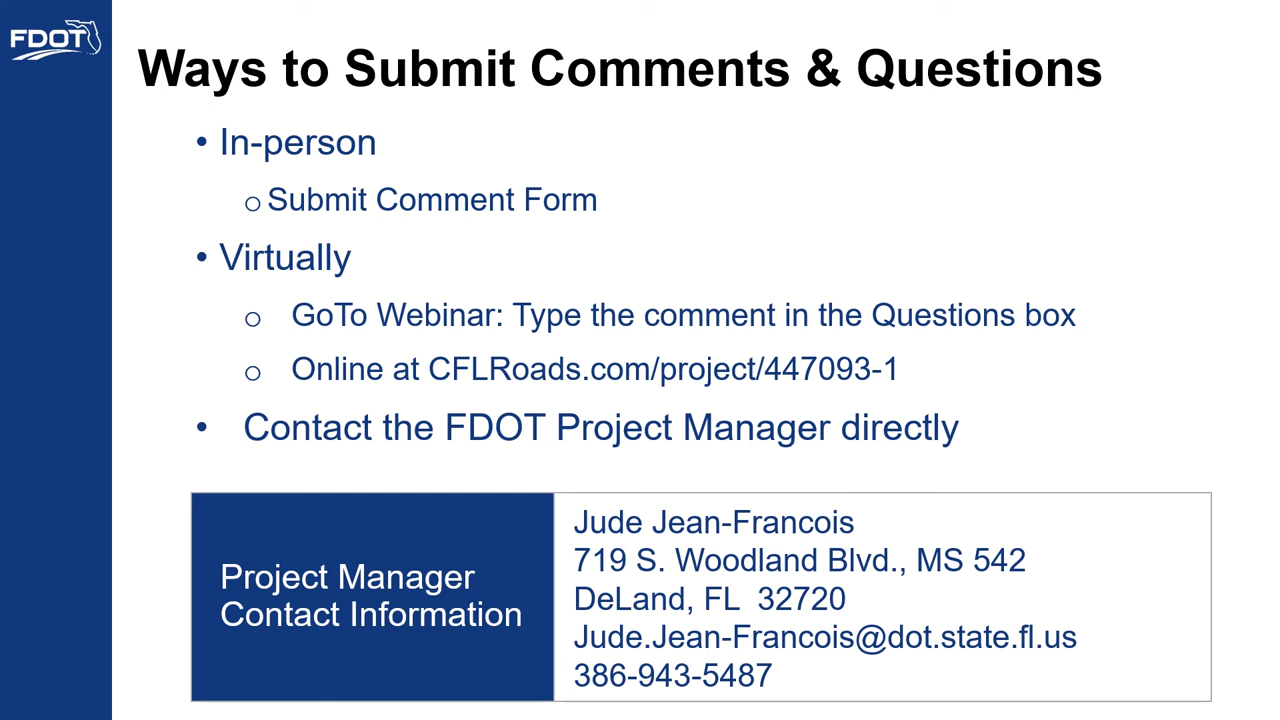 FDOT
Ways to Submit Comments & Questions
• In-person
o Submit Comment Form
• Virtually
o GoTo Webinar: Type the comment in the Questions box
o Online at CFLRoads.com/project/447093-1
• Contact the FDOT Project Manager directly
Project Manager
Contact Information
Jude Jean-Francois
719 S. Woodland Blvd., MS 542
DeLand, FL  32720
Jude.Jean-Francois@dot.state.fl.us
386-943-5487